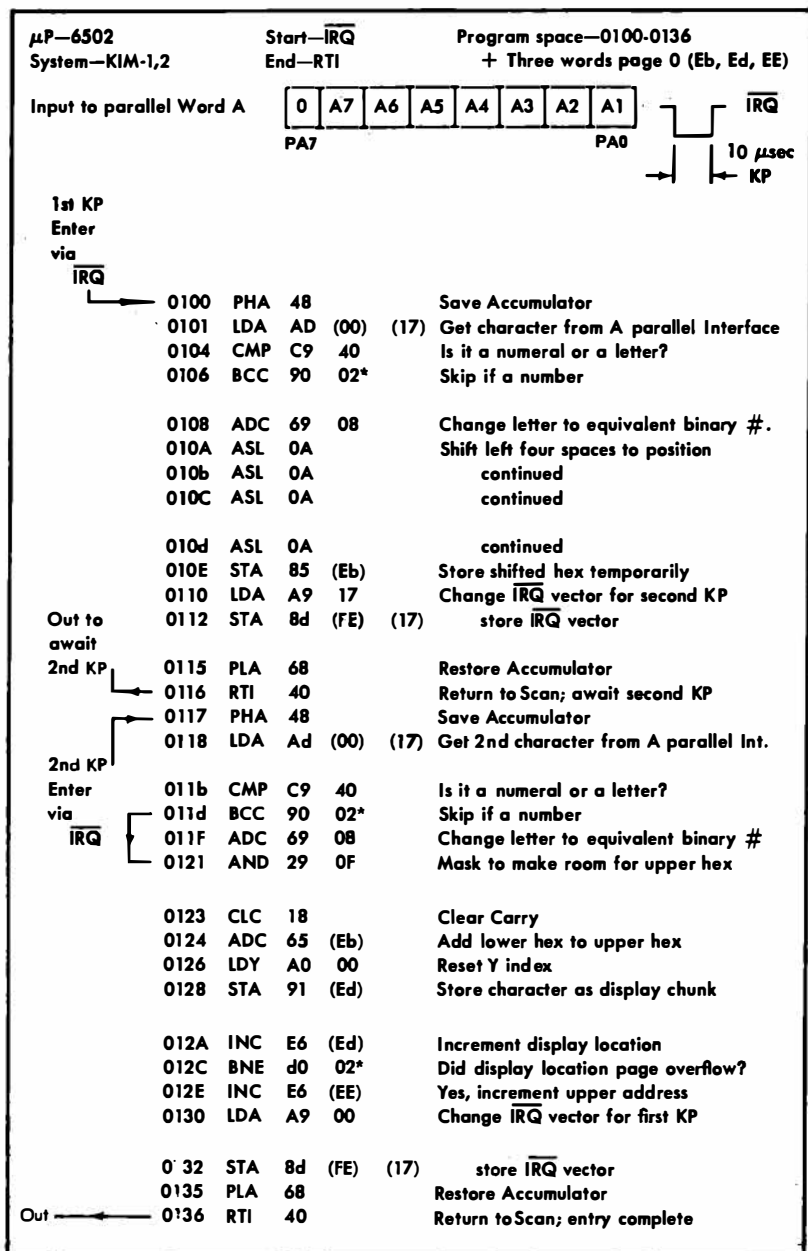 μP—6502 Start—IRQ Program space—0100-0136
System—KIM-1,2 End—RTI + Three words page 0 (Eb, Ed, EE)
Input to parallel Word A 0 A7 A6 A5 A4 A3 A2 A1 IRQ
PA7 PA0 10 μsec
KP
1st KP
Enter
via
IRQ
0100 PHA 48 Save Accumulator
0101 LDA AD (00) (17) Get character from A parallel Interface
0104 CMP C9 40 Is it a numeral or a letter?
0106 BCC 90 02* Skip if a number
0108 ADC 69 08 Change letter to equivalent binary #.
010A ASL 0A Shift left four spaces to position
010b ASL 0A continued
010C ASL 0A continued
010d ASL 0A continued
010E STA 85 (Eb) Store shifted hex temporarily
0110 LDA A9 17 Change IRQ vector for second KP
Out to 0112 STA 8d (FE) (17) store IRQ vector
await
2nd KP 0115 PLA 68 Restore Accumulator
0116 RTI 40 Return to Scan; await second KP
0117 PHA 48 Save Accumulator
0118 LDA Ad (00) (17) Get 2nd character from A parallel Int.
2nd KP
Enter 011b CMP C9 40 Is it a numeral or a letter?
via 011d BCC 90 02* Skip if a number
IRQ 011F ADC 69 08 Change letter to equivalent binary #
0121 AND 29 0F Mask to make room for upper hex
0123 CLC 18 Clear Carry
0124 ADC 65 (Eb) Add lower hex to upper hex
0126 LDY A0 00 Reset Y index
0128 STA 91 (Ed) Store character as display chunk
012A INC E6 (Ed) Increment display location
012C BNE d0 02* Did display location page overflow?
012E INC E6 (EE) Yes, increment upper address
0130 LDA A9 00 Change IRQ vector for first KP
0132 STA 8d (FE) (17) store IRQ vector
0135 PLA 68 Restore Accumulator
Out 0136 RTI 40 Return to Scan; entry complete